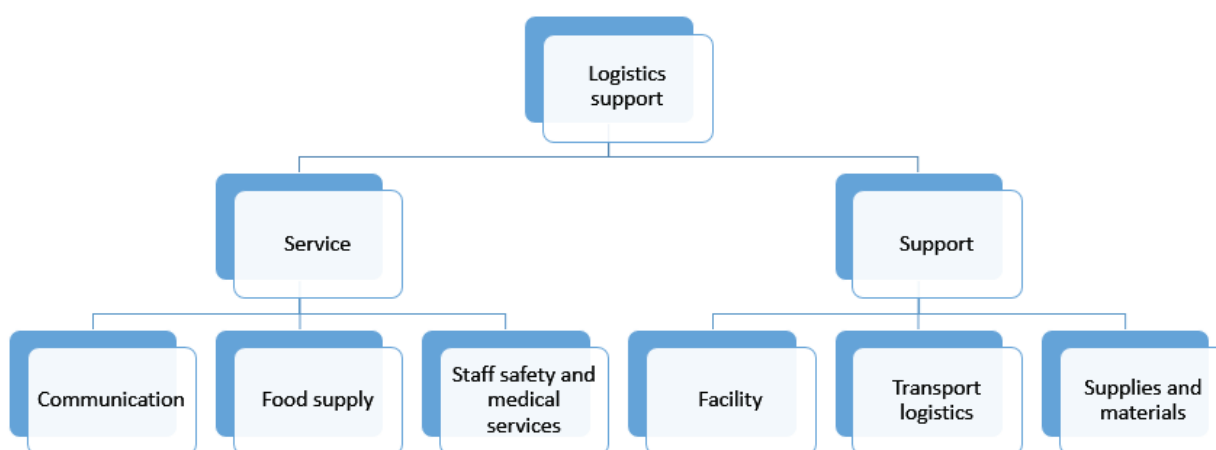 Logistics
support
Service
Support
Communication
Food supply
Staff safety and
medical
services
Facility
Transport
logistics
Supplies and
materials